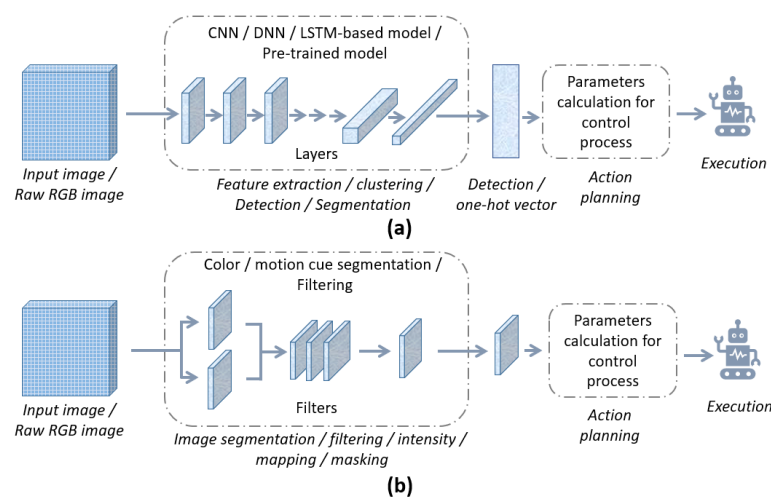 CNN / DNN / LSTM-based model /
Pre-trained model
Layers
Input image /
Raw RGB image
Feature extraction / clustering /
Detection / Segmentation
Detection /
one-hot vector
Parameters
calculation for
control
process
Action
planning
Execution
(a)
Color / motion cue segmentation /
Filtering
Filters
Input image /
Raw RGB image
Image segmentation / filtering / intensity /
mapping / masking
Parameters
calculation for
control
process
Action
planning
Execution
(b)